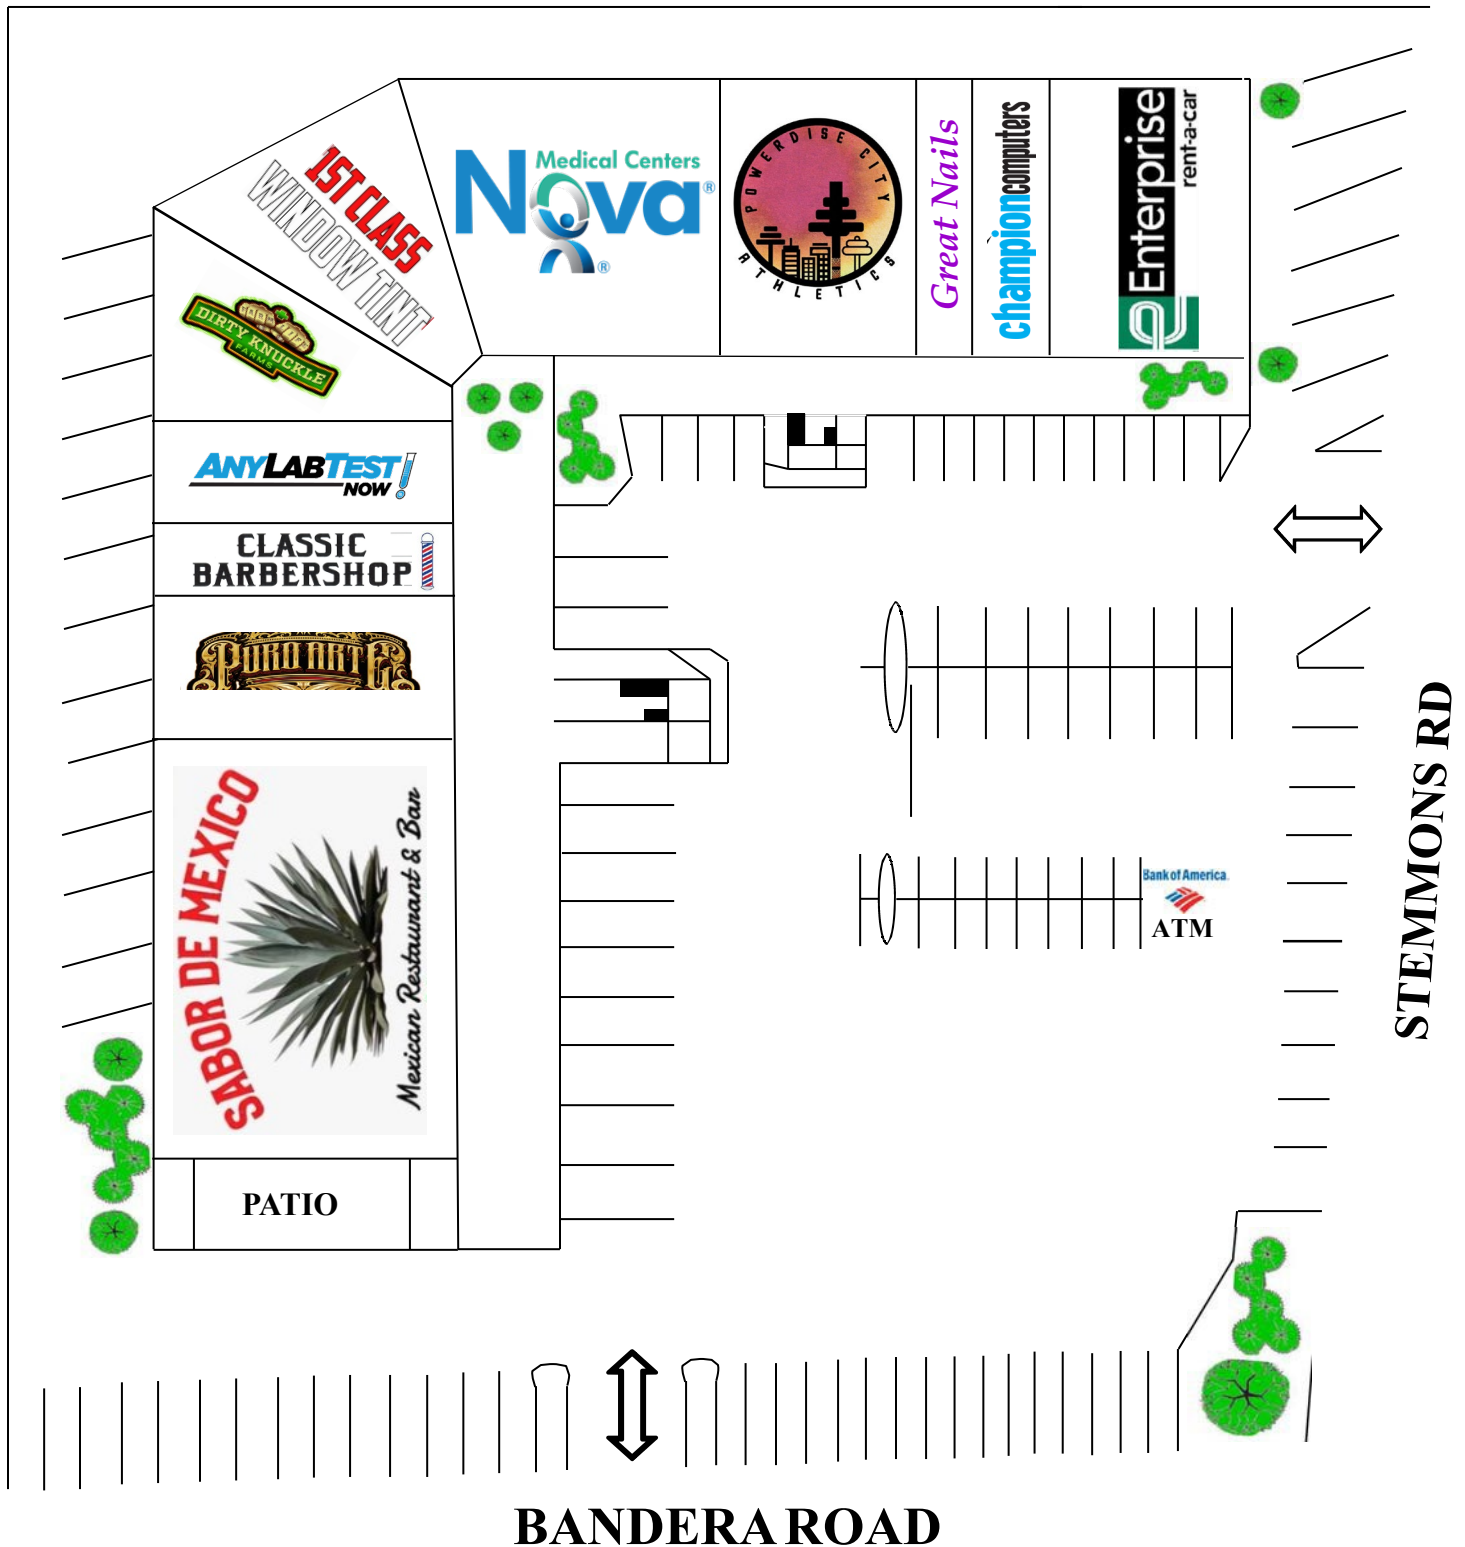 1ST CLASS
WINDOW TINT
Medical Centers
Nova®
®
POWERDISE CITY
ATHLETICS
Great Nails
championcomputers
Enterprise
rent-a-car
DIRTY KNUCKLE
FARMS
ANYLABTEST!
NOW
CLASSIC
BARBERSHOP
PURO ARTE
SABOR DE MEXICO
Mexican Restaurant & Bar
PATIO
Bank of America.
ATM
STEMMONS RD
BANDERA ROAD